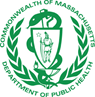 COMMONWEALTH OF MASSACHUSETTS
DEPARTMENT OF PUBLIC HEALTH